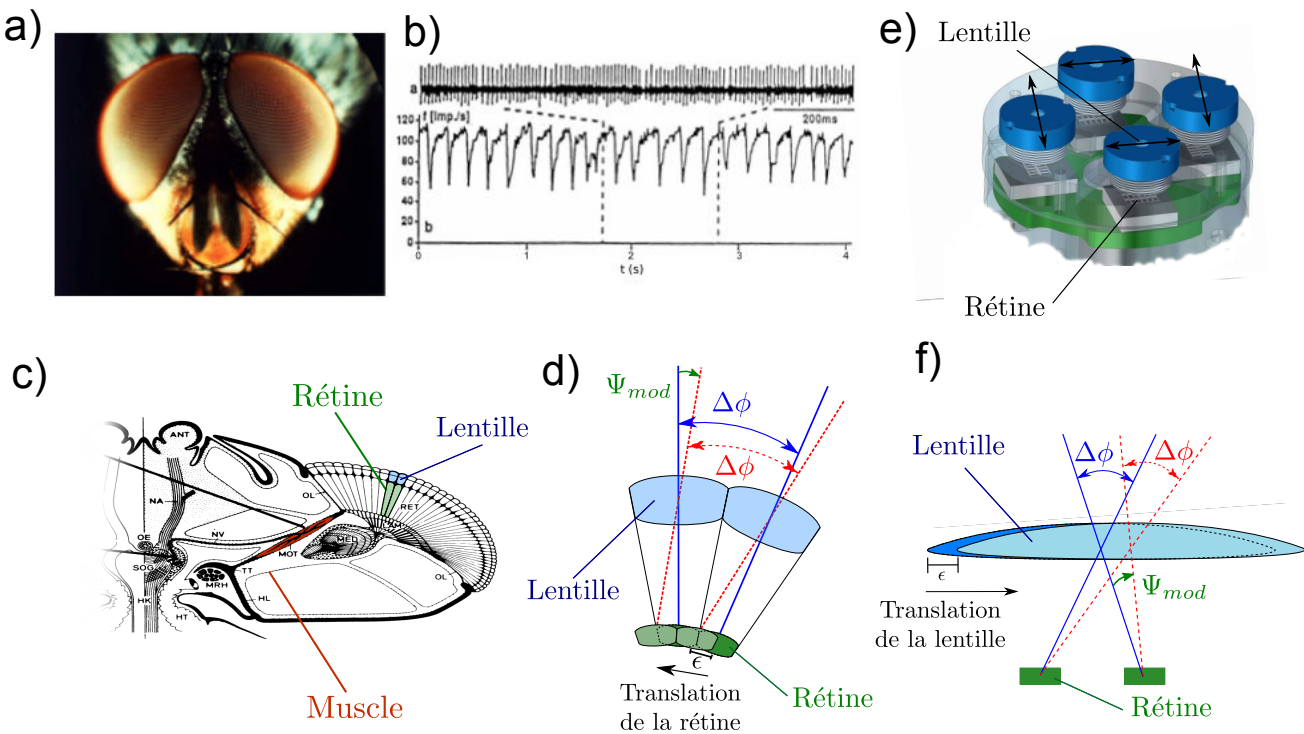 a)
b)
a
200ms
f [Imp./s]
120
100
80
60
40
b
0
1
2
3
4
t (s)
c)
Rétine
Lentille
ANT
NA
OL
RET
OE
NV
MOT
MED
SOG
TT
MRH
HK
HL
HT
OL
Muscle
d)
Ψmod
Δϕ
Δϕ
Lentille
ϵ
Translation
de la rétine
Rétine
e)
Lentille
Rétine
f)
Lentille
Δϕ
Δϕ
ϵ
Ψmod
Translation
de la lentille
Rétine